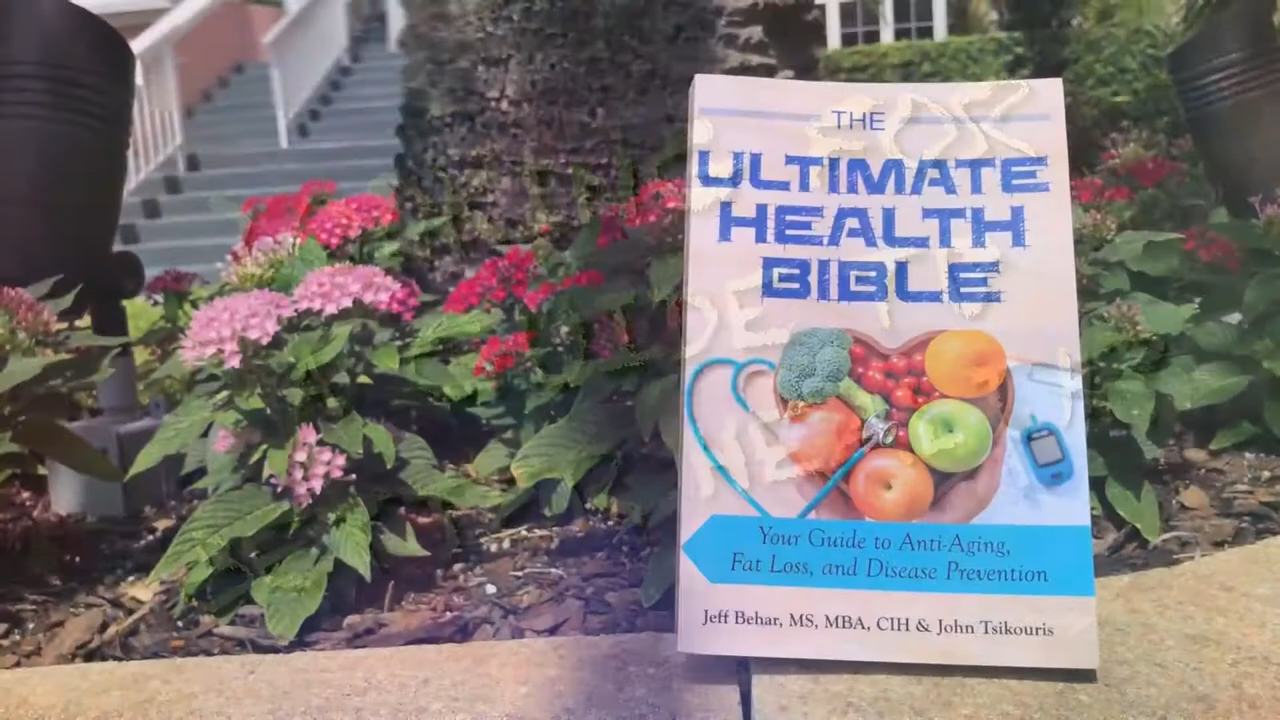 THE
ULTIMATE
HEALTH
BIBLE
Your Guide to Anti-Aging,
Fat Loss, and Disease Prevention
Jeff Behar, MS, MBA, CIH & John Tsikouris